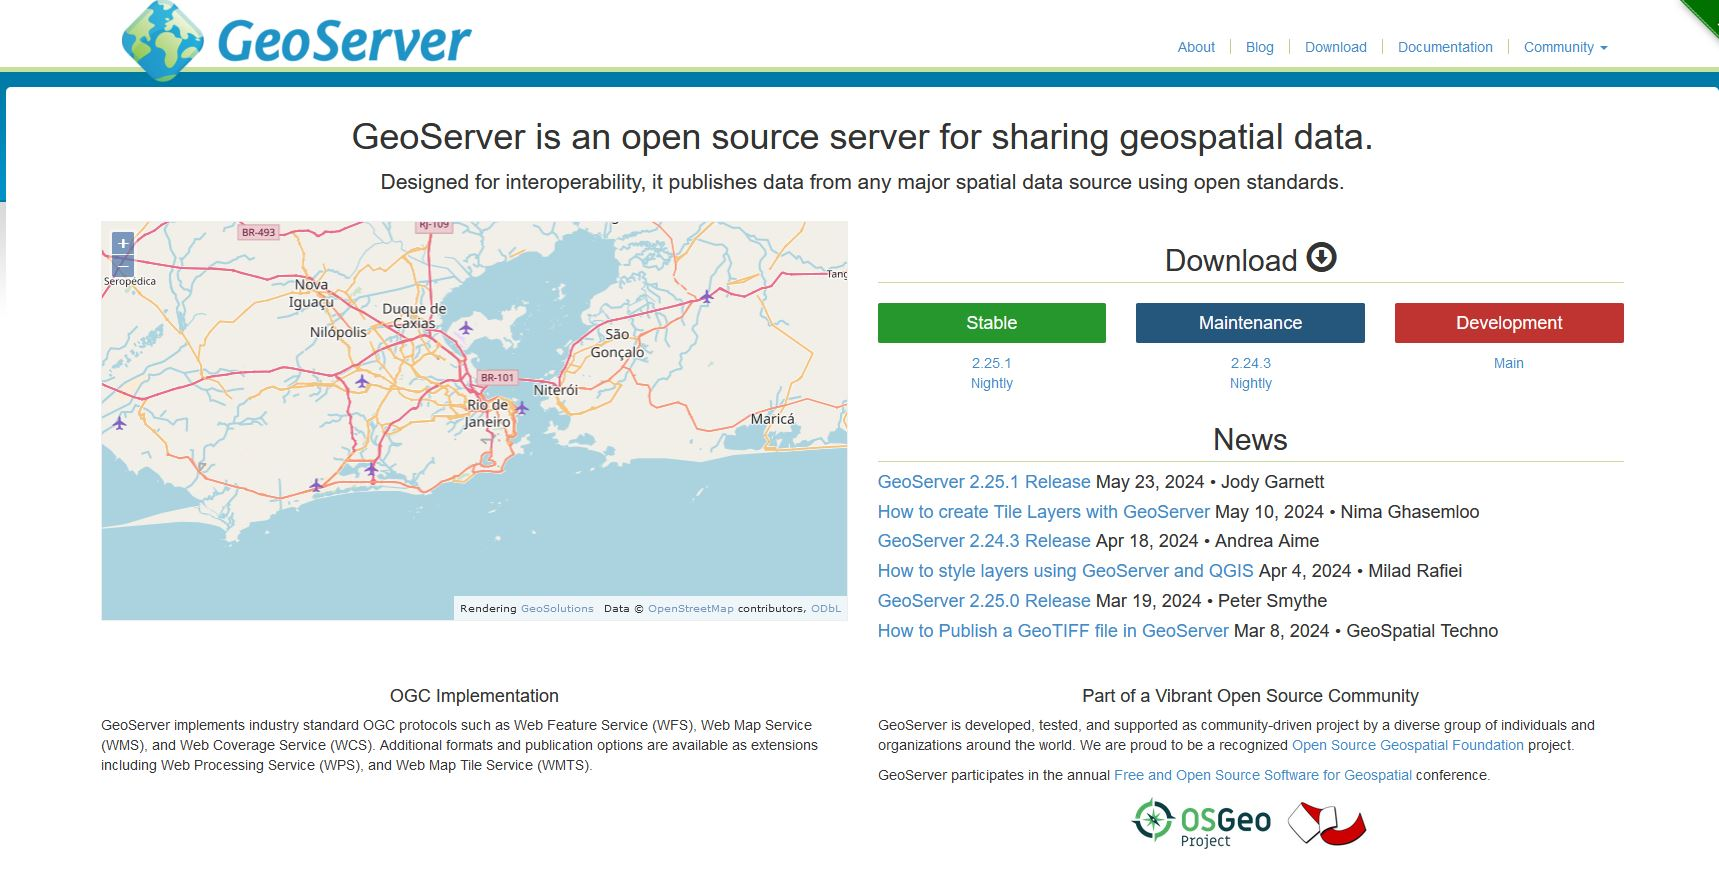 GeoServer
About
Blog
Download
Documentation
Community
GeoServer is an open source server for sharing geospatial data.
Designed for interoperability, it publishes data from any major spatial data source using open standards.
+
−
BR-493
RJ-109
Seropédica
Nova
Iguaçu
Duque de
Caxias
Nilópolis
São
Gonçalo
BR-101
Niterói
Rio de
Janeiro
Maricá
Rendering GeoSolutions Data © OpenStreetMap contributors, ODbL
Download
Stable
Maintenance
Development
2.25.1
Nightly
2.24.3
Nightly
Main
News
GeoServer 2.25.1 Release May 23, 2024 • Jody Garnett
How to create Tile Layers with GeoServer May 10, 2024 • Nima Ghasemloo
GeoServer 2.24.3 Release Apr 18, 2024 • Andrea Aime
How to style layers using GeoServer and QGIS Apr 4, 2024 • Milad Rafiei
GeoServer 2.25.0 Release Mar 19, 2024 • Peter Smythe
How to Publish a GeoTIFF file in GeoServer Mar 8, 2024 • GeoSpatial Techno
OGC Implementation
GeoServer implements industry standard OGC protocols such as Web Feature Service (WFS), Web Map Service
(WMS), and Web Coverage Service (WCS). Additional formats and publication options are available as extensions
including Web Processing Service (WPS), and Web Map Tile Service (WMTS).
Part of a Vibrant Open Source Community
GeoServer is developed, tested, and supported as community-driven project by a diverse group of individuals and
organizations around the world. We are proud to be a recognized Open Source Geospatial Foundation project.
GeoServer participates in the annual Free and Open Source Software for Geospatial conference.
OSGeo
Project